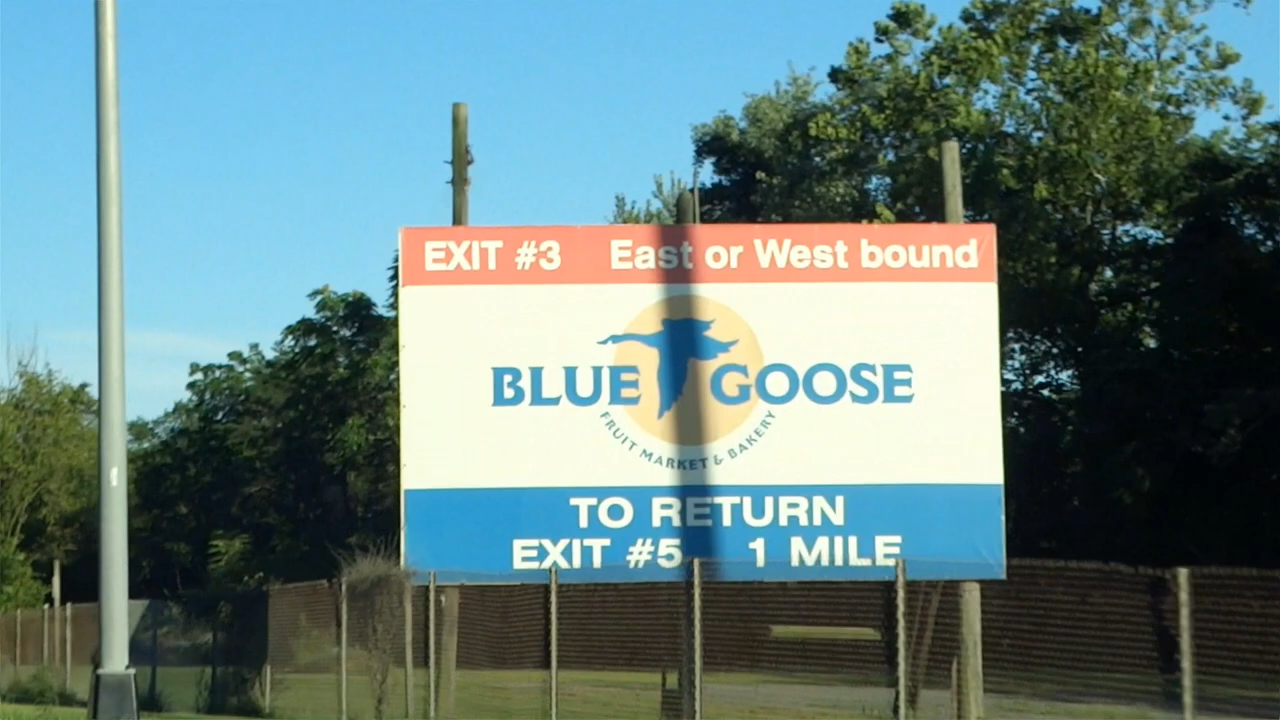 EXIT #3 East or West bound
BLUE GOOSE
FRUIT MARKET & BAKERY
TO RETURN
EXIT #5 1 MILE